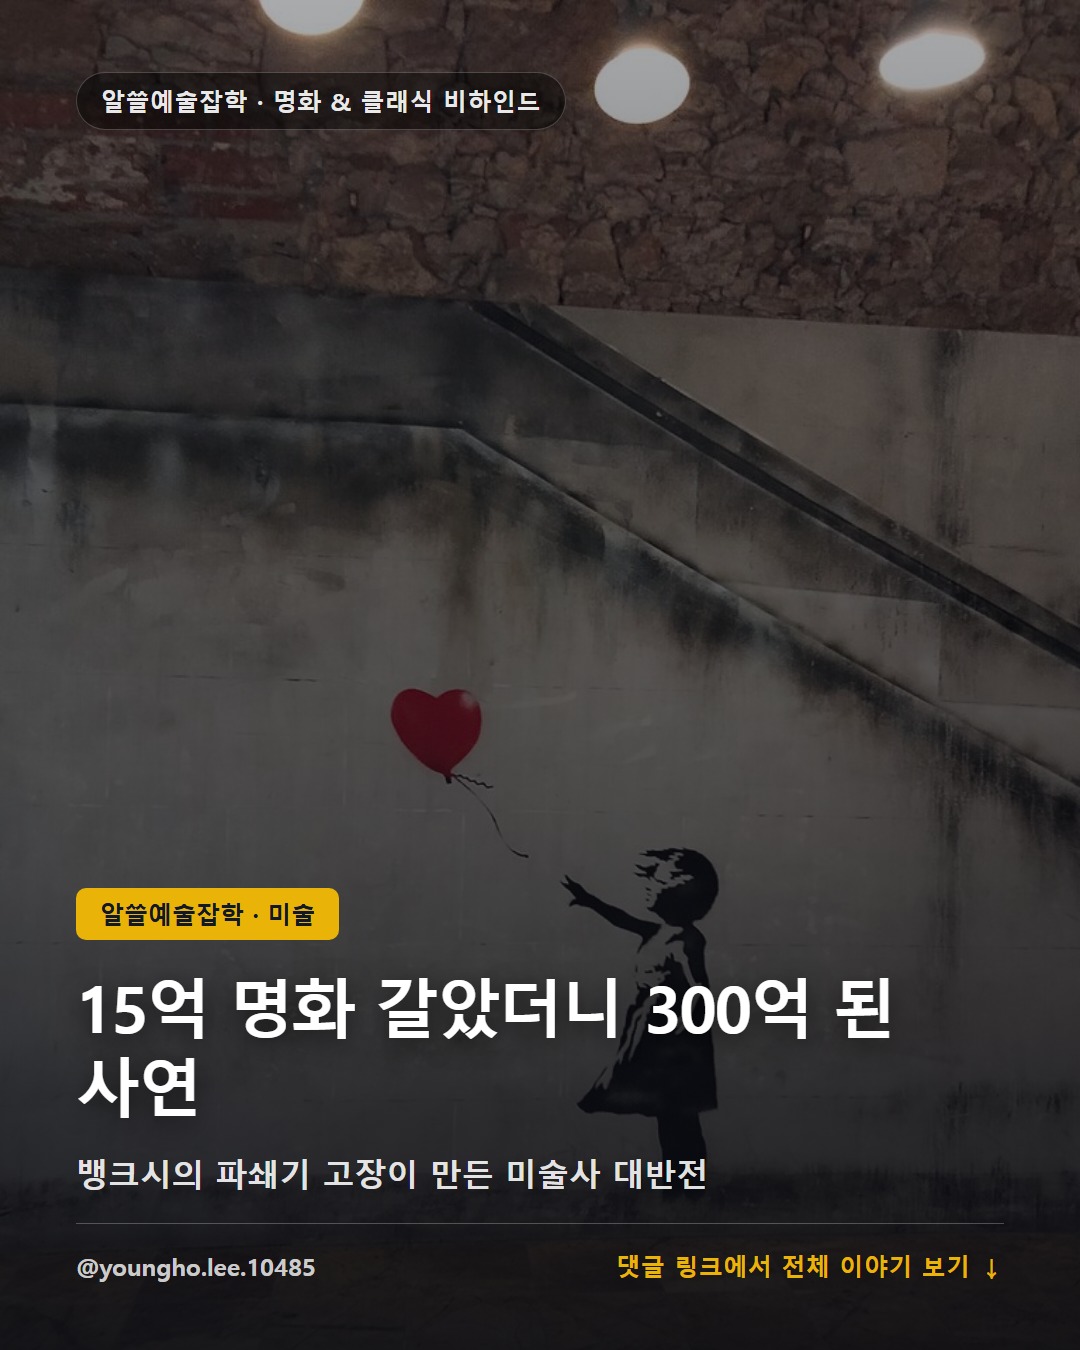 알쓸예술잡학 · 명화 & 클래식 비하인드
알쓸예술잡학 · 미술
15억 명화 갈았더니 300억 된
사연
뱅크시의 파쇄기 고장이 만든 미술사 대반전
@youngho.lee.10485
댓글 링크에서 전체 이야기 보기 ↓